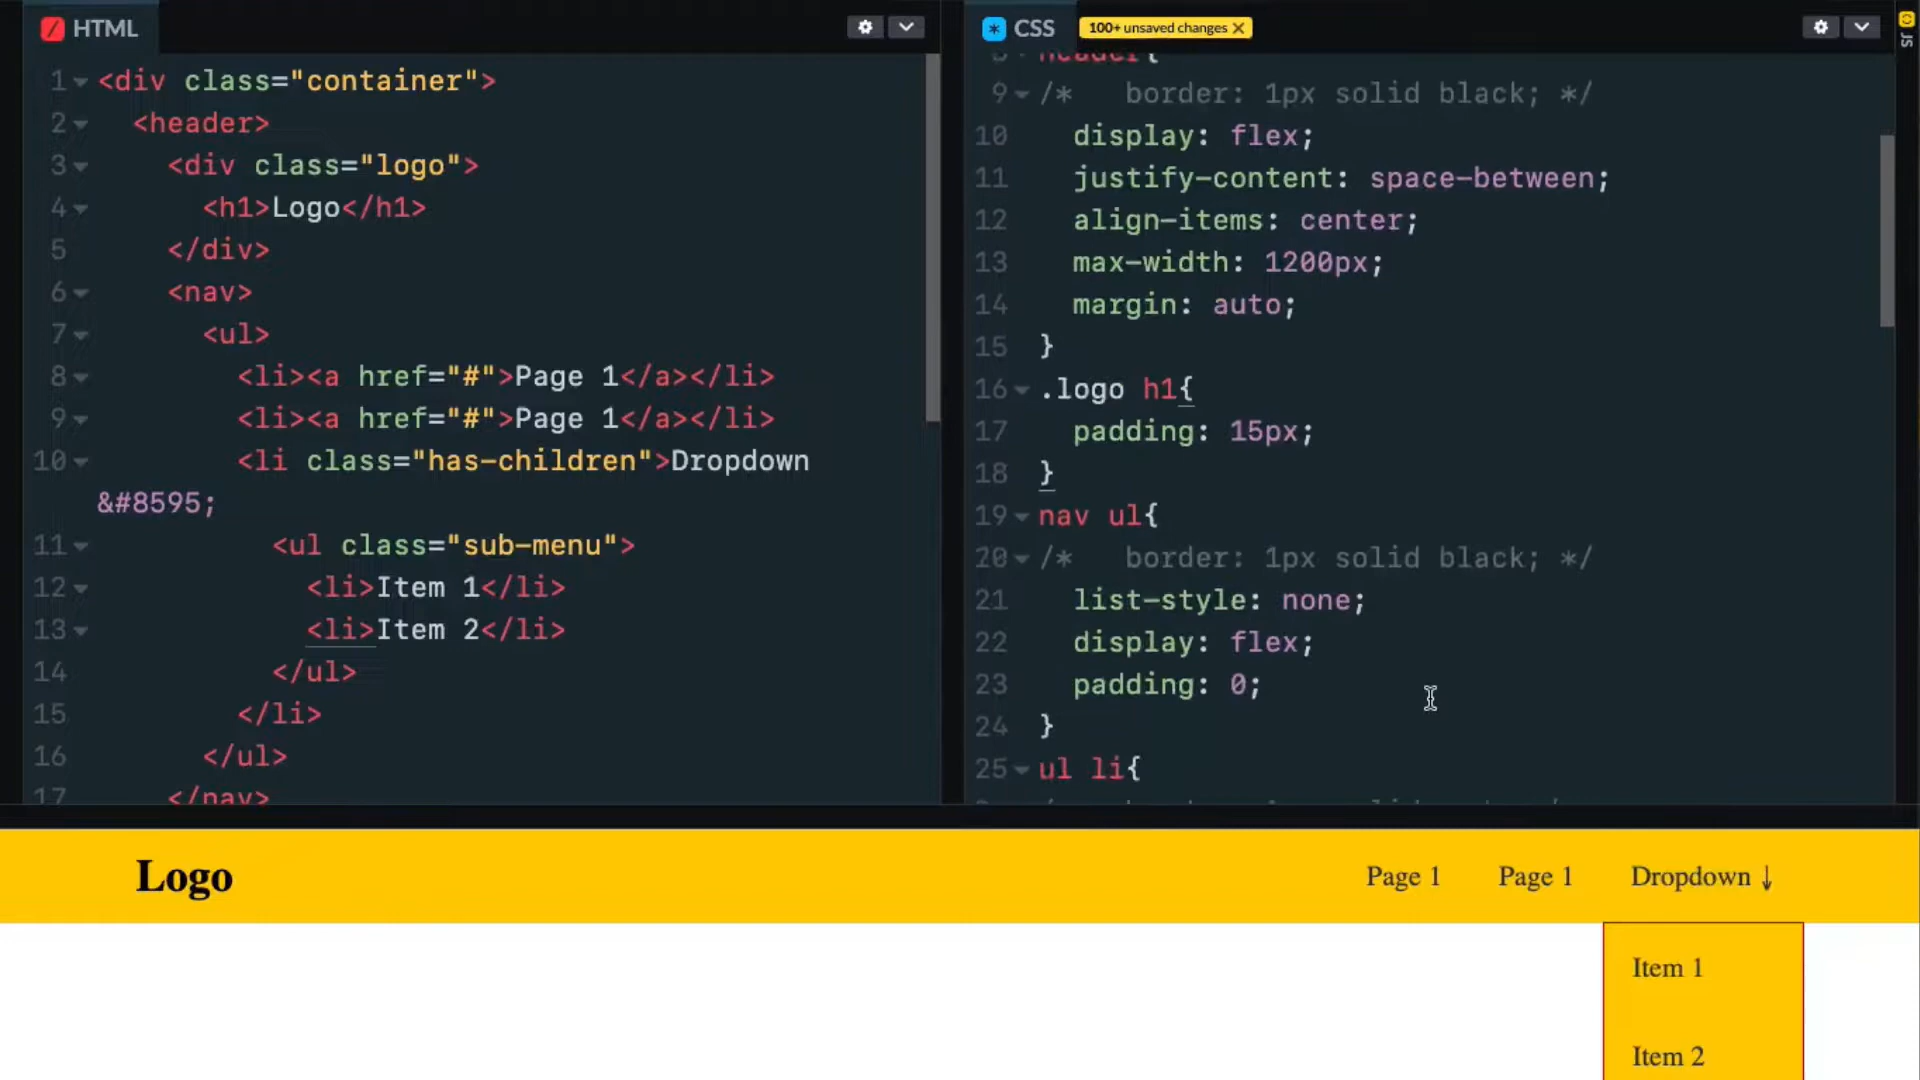 HTML
1 <div class="container">
2 <header>
3 <div class="logo">
4 <h1>Logo</h1>
5 </div>
6 <nav>
7 <ul>
8 <li><a href="#">Page 1</a></li>
9 <li><a href="#">Page 1</a></li>
10 <li class="has-children">Dropdown
&#8595;
11 <ul class="sub-menu">
12 <li>Item 1</li>
13 <li>Item 2</li>
14 </ul>
15 </li>
16 </ul>
17 </nav>
CSS
100+ unsaved changes
8 header{
9 /* border: 1px solid black; */
10 display: flex;
11 justify-content: space-between;
12 align-items: center;
13 max-width: 1200px;
14 margin: auto;
15 }
16 .logo h1{
17 padding: 15px;
18 }
19 nav ul{
20 /* border: 1px solid black; */
21 list-style: none;
22 display: flex;
23 padding: 0;
24 }
25 ul li{
JS
Logo
Page 1
Page 1
Dropdown ↓
Item 1
Item 2